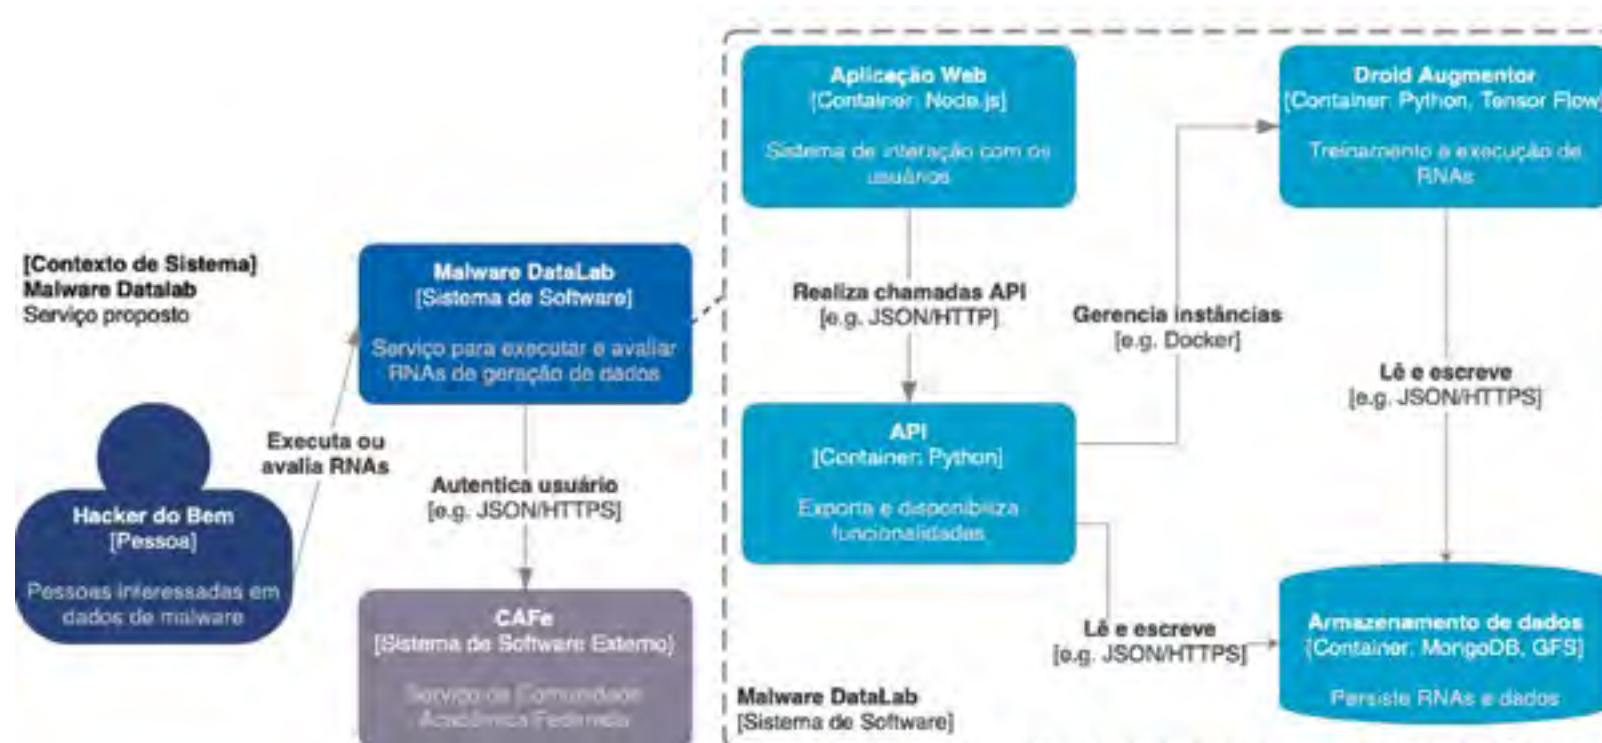 [Contexto de Sistema]
Malware Datalab
Serviço proposto
Hacker do Bem
[Pessoa]
Pessoas interessadas em
dados de malware
Executa ou
avalia RNAs
Malware DataLab
[Sistema de Software]
Serviço para executar e avaliar
RNAs de geração de dados
Autentica usuário
[e.g. JSON/HTTPS]
CAFe
[Sistema de Software Externo]
Serviço da Comunidade
Acadêmica Federada
Aplicação Web
[Container: Node.js]
Sistema de interação com os
usuários
Realiza chamadas API
[e.g. JSON/HTTP]
API
[Container: Python]
Exporta e disponibiliza
funcionalidades
Gerencia instâncias
[e.g. Docker]
Droid Augmentor
[Container: Python, Tensor Flow]
Treinamento e execução de
RNAs
Lê e escreve
[e.g. JSON/HTTPS]
Lê e escreve
[e.g. JSON/HTTPS]
Armazenamento de dados
[Container: MongoDB, GFS]
Persiste RNAs e dados
Malware DataLab
[Sistema de Software]